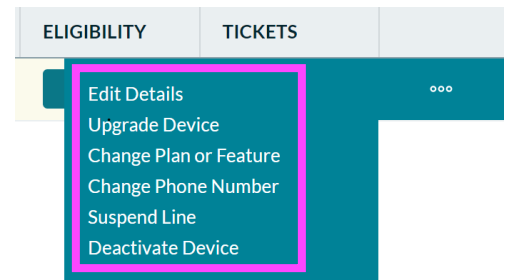 ELIGIBILITY TICKETS
Edit Details
Upgrade Device
Change Plan or Feature
Change Phone Number
Suspend Line
Deactivate Device